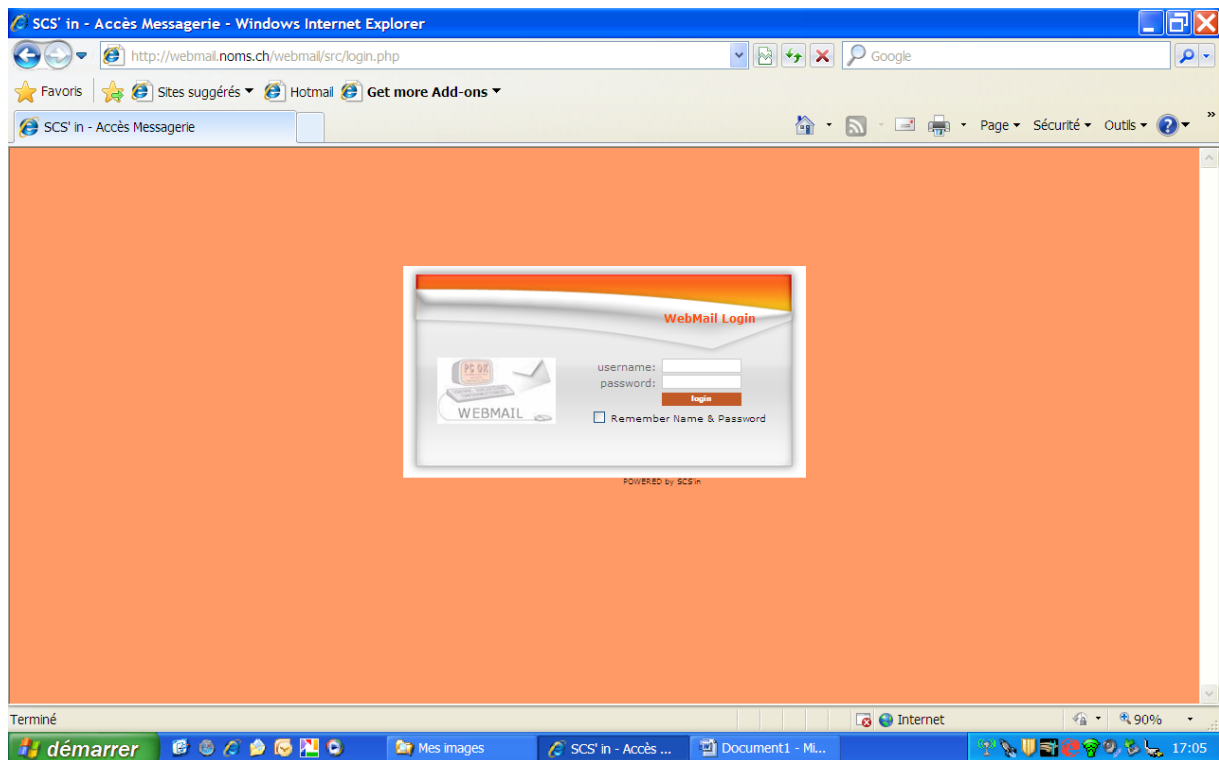 SCS' in - Accès Messagerie - Windows Internet Explorer
http://webmail.noms.ch/webmail/src/login.php
Google
Favoris
Sites suggérés
Hotmail
Get more Add-ons
SCS' in - Accès Messagerie
Page
Sécurité
Outils
»
WebMail Login
PC OK
WEBMAIL
username:
password:
login
Remember Name & Password
POWERED by SCS'in
Terminé
Internet
90%
démarrer
Mes images
SCS' in - Accès ...
Document1 - Mi...
17:05